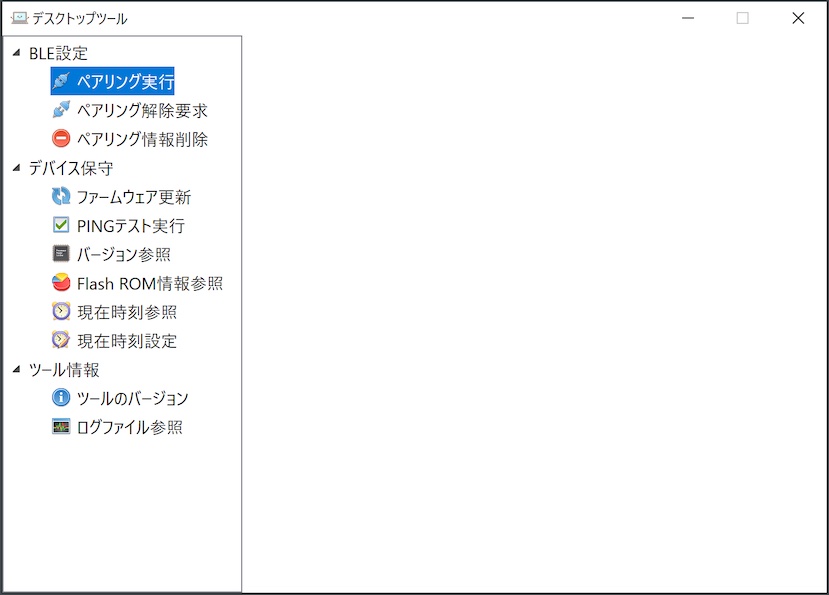 デスクトップツール
BLE設定
ペアリング実行
ペアリング解除要求
ペアリング情報削除
デバイス保守
ファームウェア更新
PINGテスト実行
バージョン参照
Flash ROM情報参照
現在時刻参照
現在時刻設定
ツール情報
ツールのバージョン
ログファイル参照